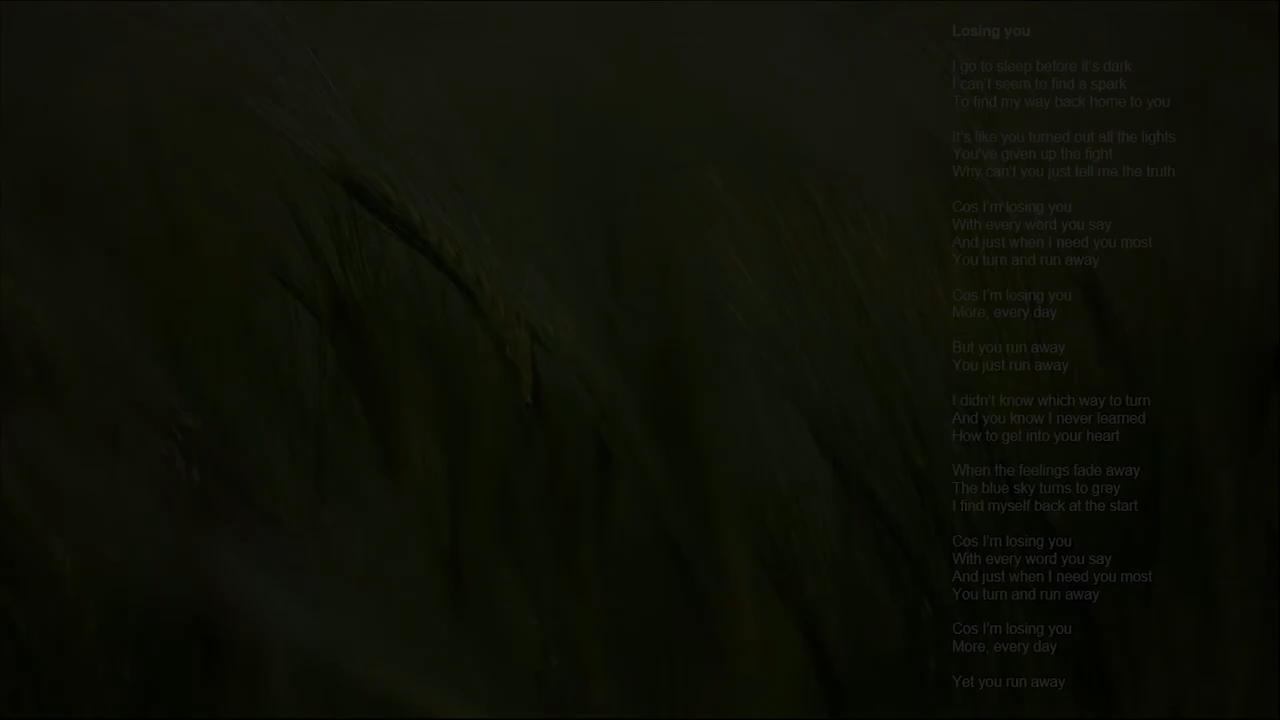 Losing you
I go to sleep before it's dark
I can't seem to find a spark
To find my way back home to you
It's like you turned out all the lights
You've given up the fight
Why can't you just tell me the truth
Cos I'm losing you
With every word you say
And just when I need you most
You turn and run away
Cos I'm losing you
More, every day
But you run away
You just run away
I didn't know which way to turn
And you know I never learned
How to get into your heart
When the feelings fade away
The blue sky turns to grey
I find myself back at the start
Cos I'm losing you
With every word you say
And just when I need you most
You turn and run away
Cos I'm losing you
More, every day
Yet you run away